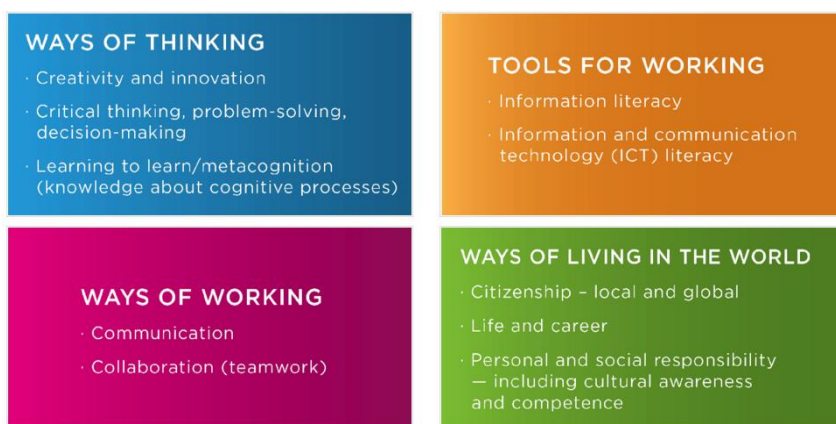 WAYS OF THINKING
· Creativity and innovation
· Critical thinking, problem-solving,
decision-making
· Learning to learn/metacognition
(knowledge about cognitive processes)
TOOLS FOR WORKING
· Information literacy
· Information and communication
technology (ICT) literacy
WAYS OF WORKING
· Communication
· Collaboration (teamwork)
WAYS OF LIVING IN THE WORLD
· Citizenship – local and global
· Life and career
· Personal and social responsibility
— including cultural awareness
and competence